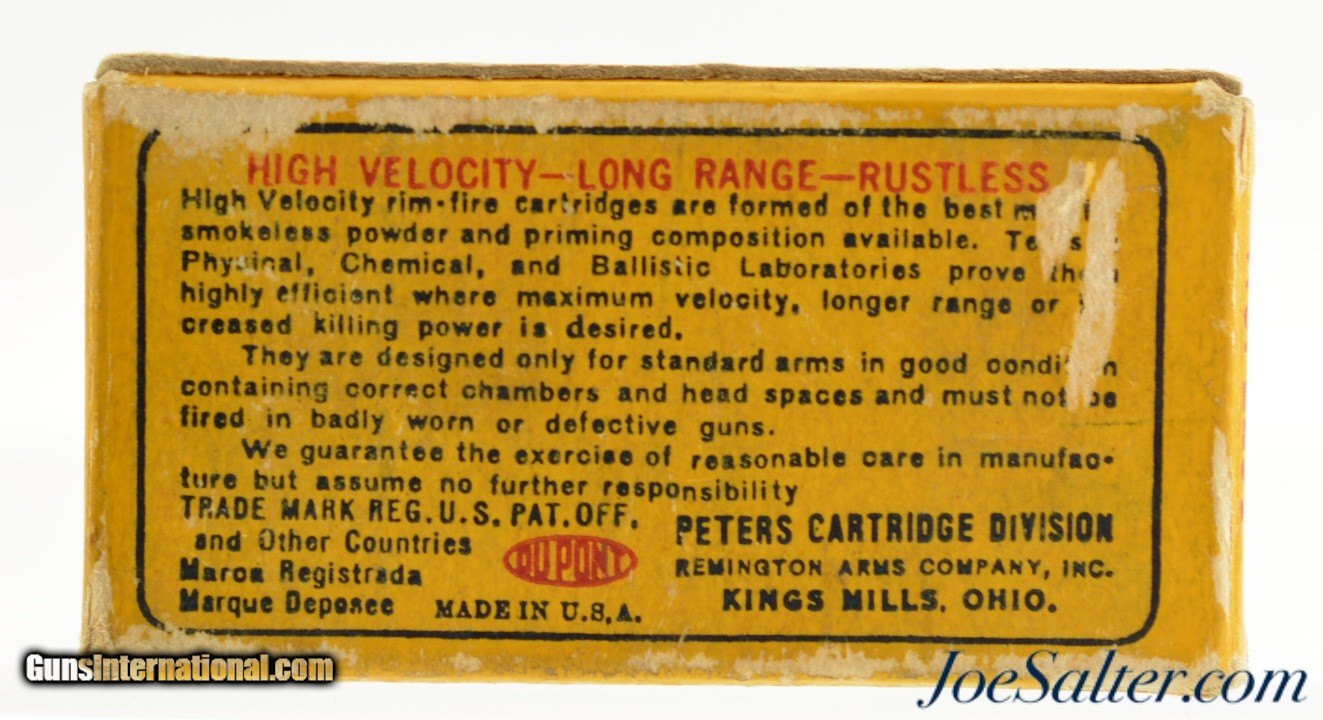 HIGH VELOCITY—LONG RANGE—RUSTLESS
High Velocity rim-fire cartridges are formed of the best
smokeless powder and priming composition available.
Physical, Chemical, and Ballistic Laboratories prove them
highly efficient where maximum velocity, longer range or
creased killing power is desired.
They are designed only for standard arms in good condition
containing correct chambers and head spaces and must not be
fired in badly worn or defective guns.
We guarantee the exercise of reasonable care in manufac-
ture but assume no further responsibility
TRADE MARK REG. U.S. PAT. OFF.
and Other Countries
Marca Registrada
Marque Deposee
DU PONT
MADE IN U.S.A.
PETERS CARTRIDGE DIVISION
REMINGTON ARMS COMPANY, INC.
KINGS MILLS, OHIO.
GunsInternational.com
JoeSalter.com